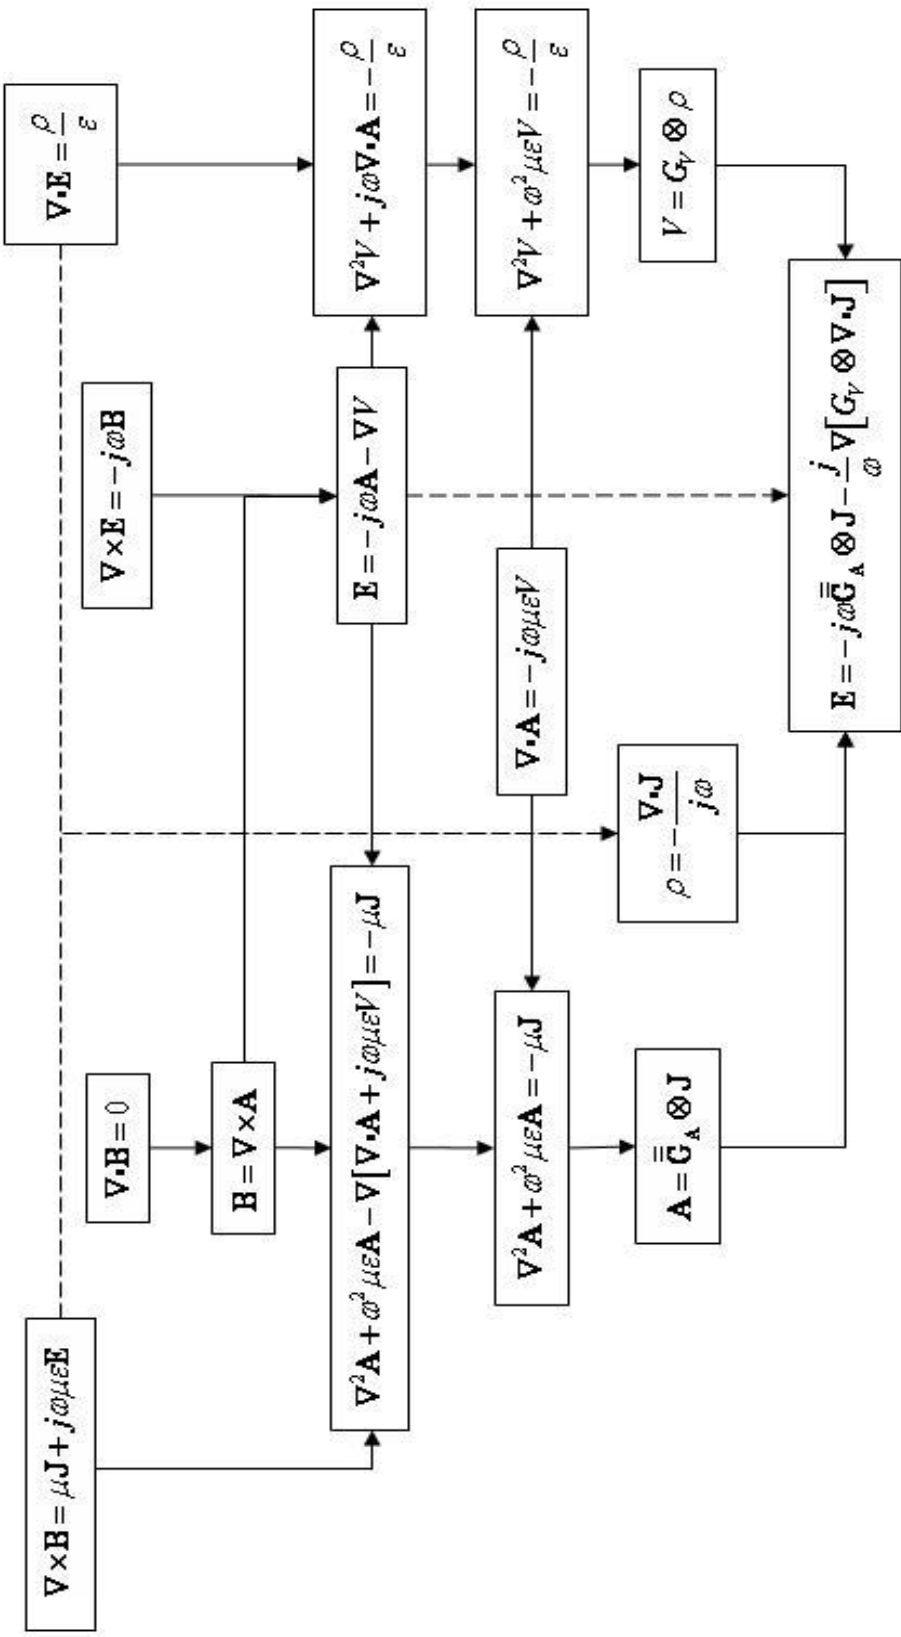 ∇×B = μJ + jωμεE
∇•B = 0
∇×E = −jωB
∇•E = ρ/ε
B = ∇×A
E = −jωA − ∇V
∇²A + ω²μεA − ∇[∇•A + jωμεV] = −μJ
∇²V + jω∇•A = −ρ/ε
∇•A = −jωμεV
∇²A + ω²μεA = −μJ
∇²V + ω²μεV = −ρ/ε
A = G̿_A ⊗ J
ρ = −∇•J/jω
V = G_V ⊗ ρ
E = −jωG̿_A ⊗ J − j/ω ∇[G_V ⊗ ∇•J]